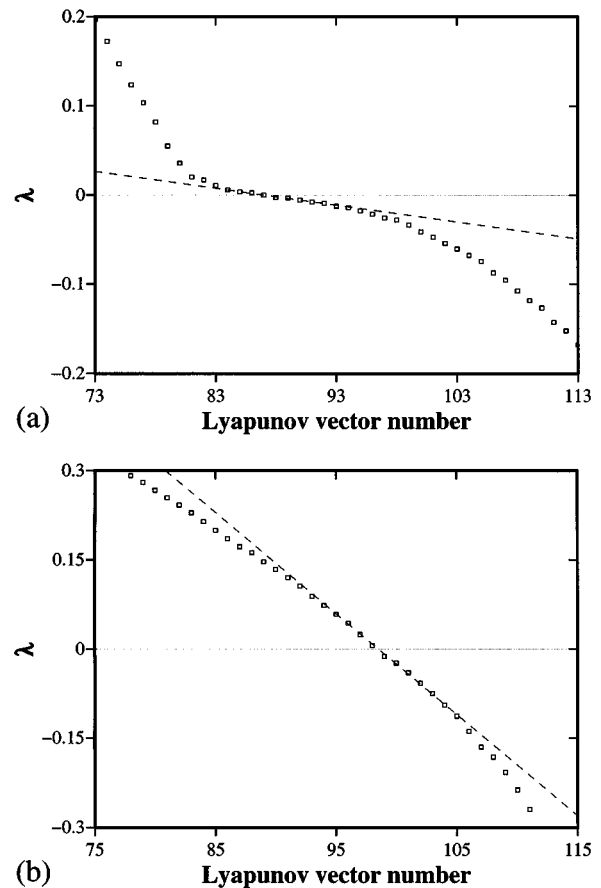 0.2
0.1
0
−0.1
−0.2
λ
73 83 93 103 113
(a) Lyapunov vector number
0.3
0.15
0
−0.15
−0.3
λ
75 85 95 105 115
(b) Lyapunov vector number